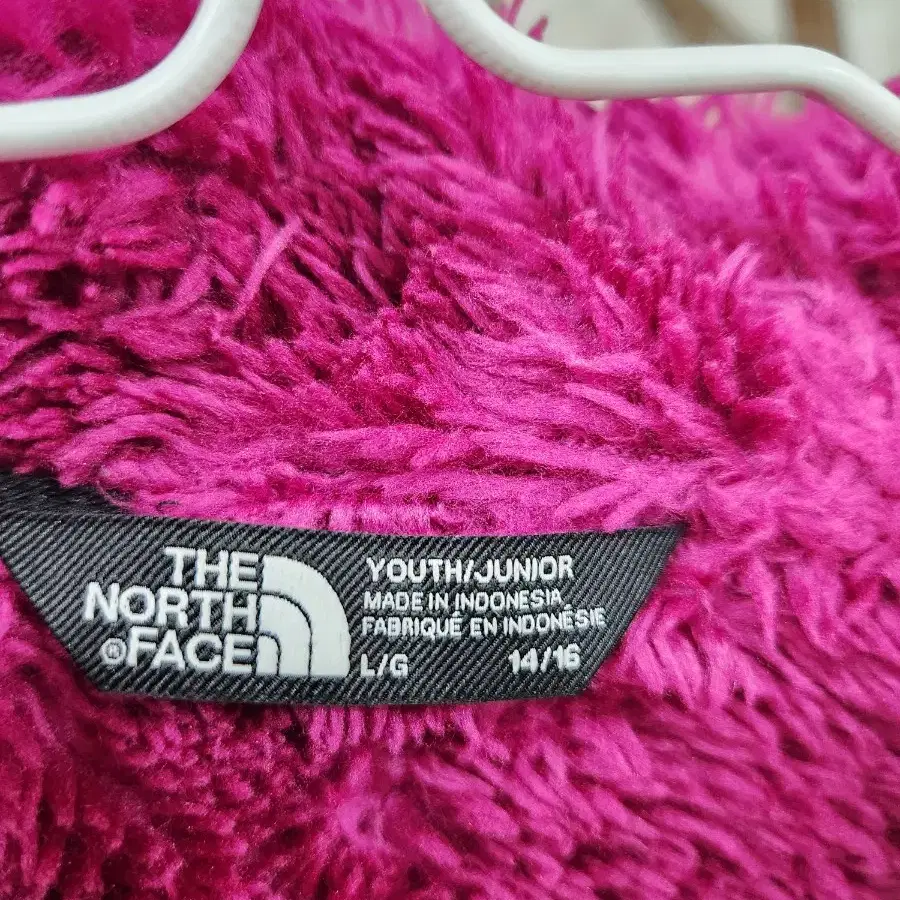 THE
NORTH
®FACE
YOUTH/JUNIOR
MADE IN INDONESIA
FABRIQUÉ EN INDONÉSIE
L/G 14/16